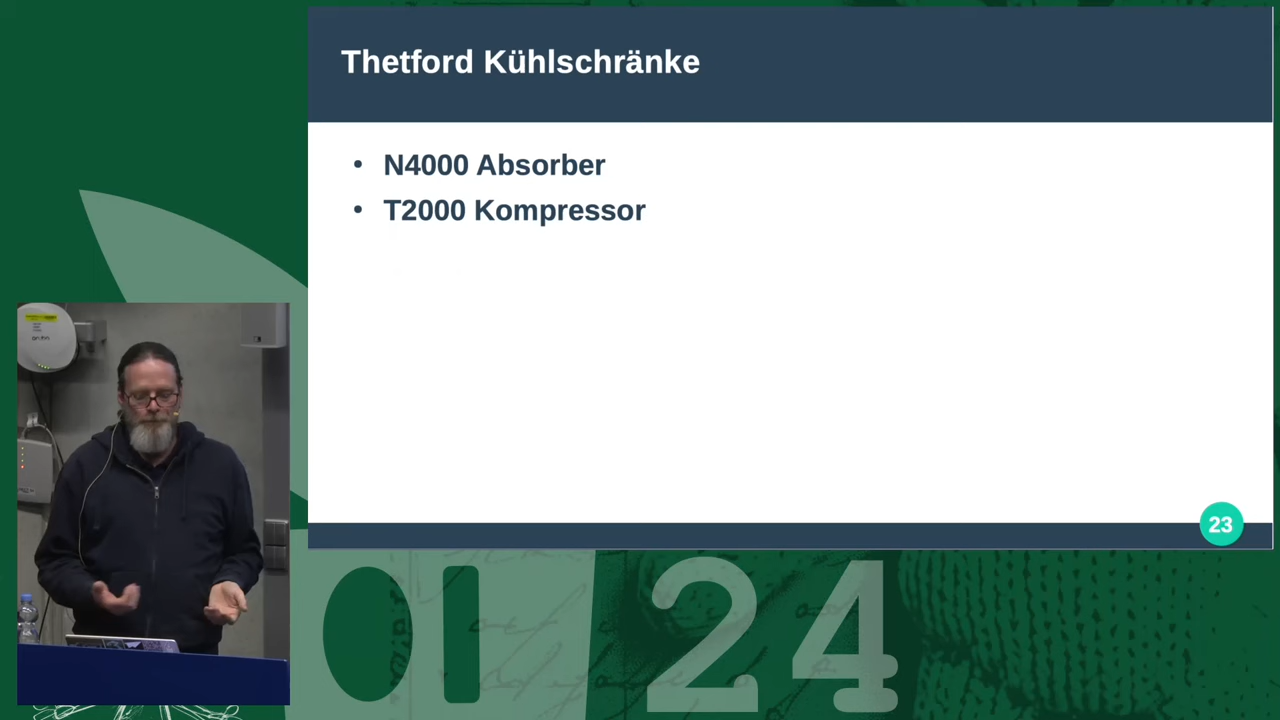 Thetford Kühlschränke
• N4000 Absorber
• T2000 Kompressor
23
24